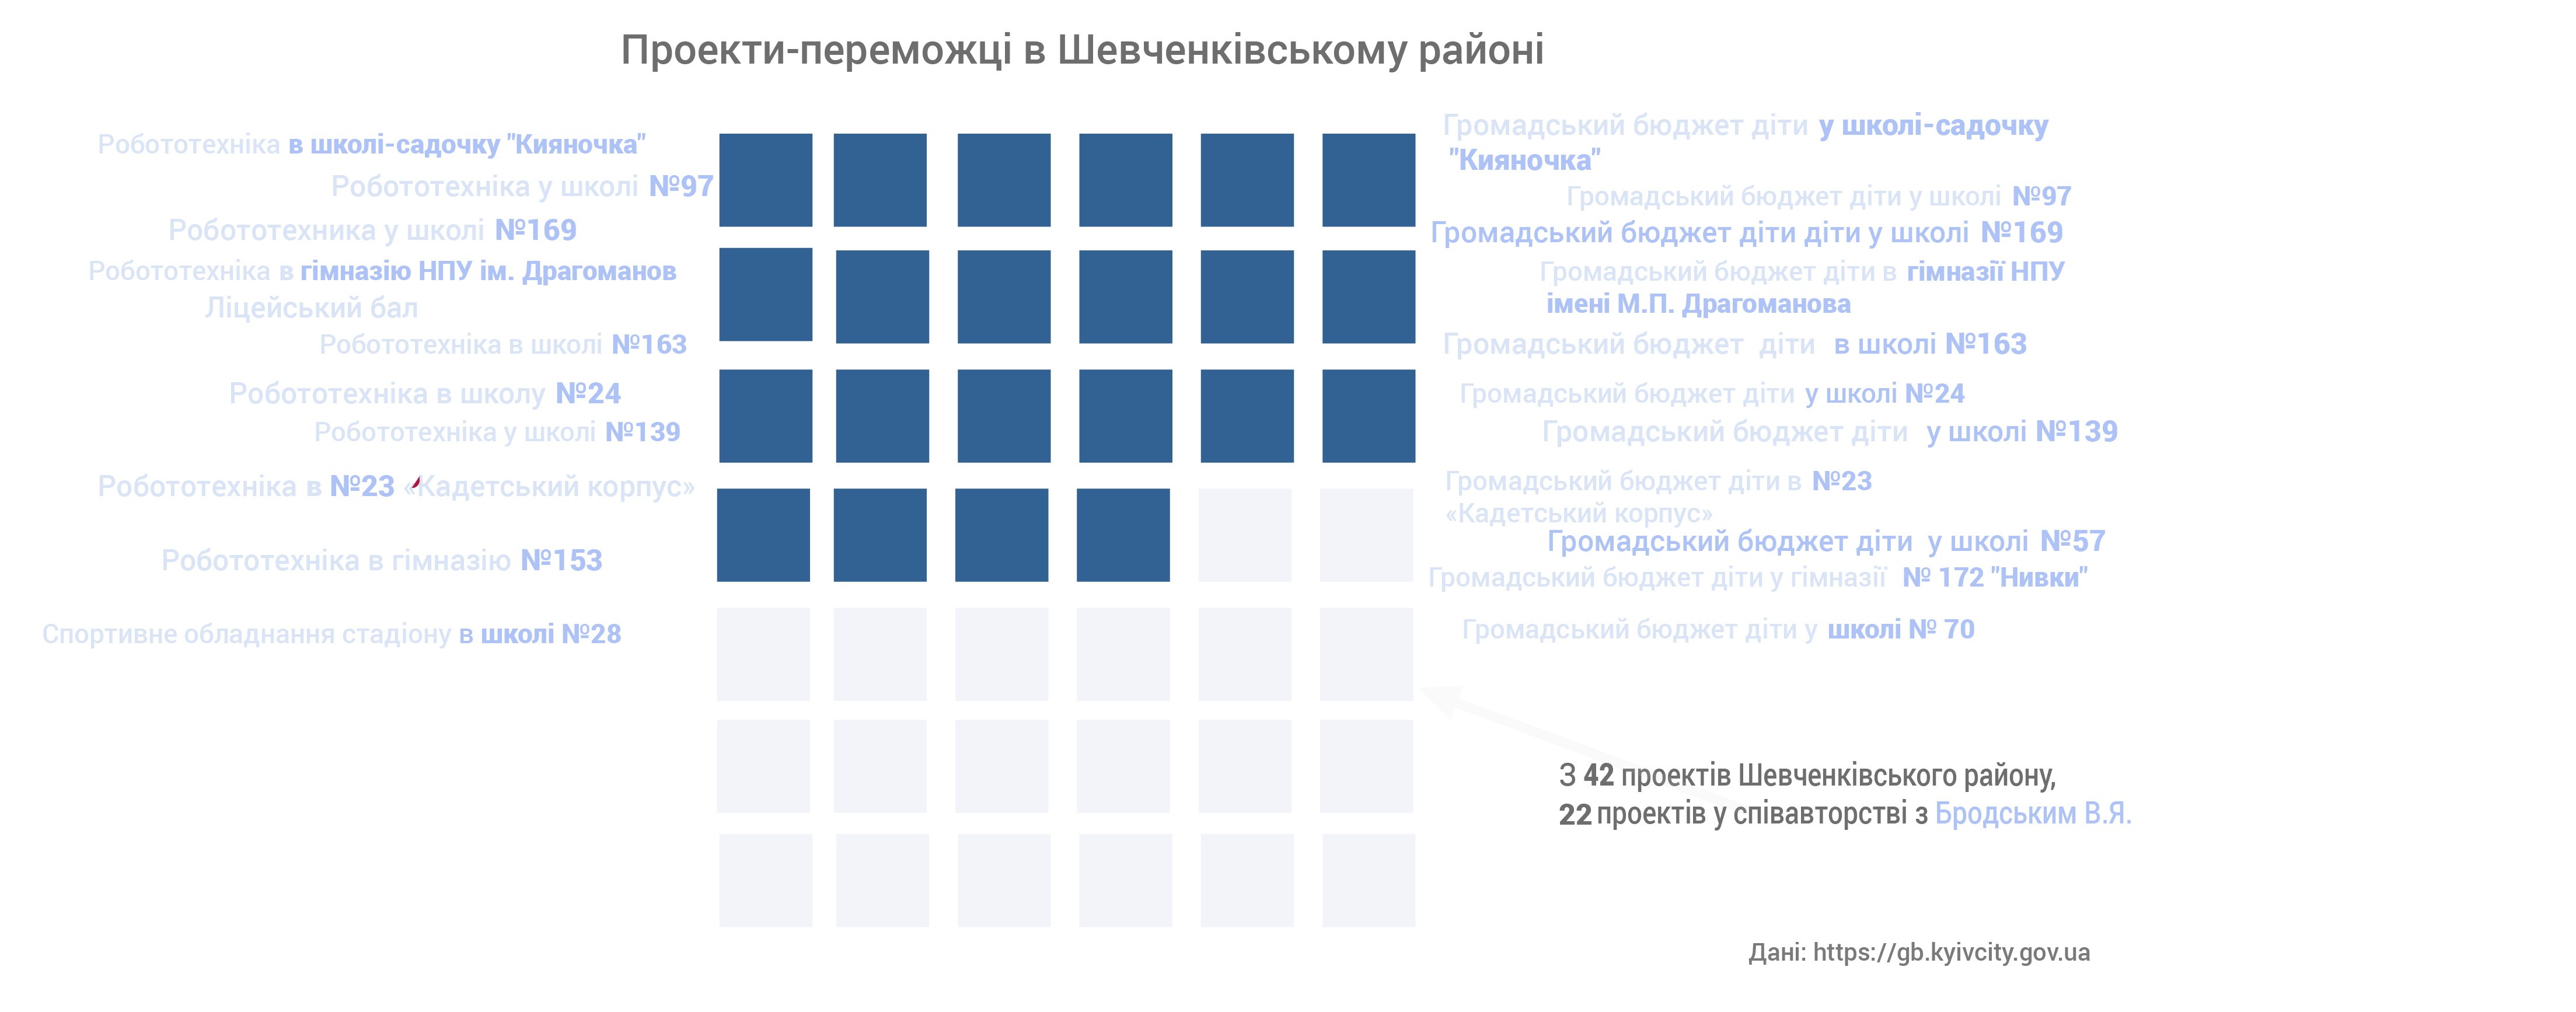 Проекти-переможці в Шевченківському районі
Робототехніка в школі-садочку "Кияночка"
Робототехніка у школі №97
Робототехника у школі №169
Робототехніка в гімназію НПУ ім. Драгоманов
Ліцейський бал
Робототехніка в школі №163
Робототехніка в школу №24
Робототехніка у школі №139
Робототехніка в №23 «Кадетський корпус»
Робототехніка в гімназію №153
Спортивне обладнання стадіону в школі №28
Громадський бюджет діти у школі-садочку
"Кияночка"
Громадський бюджет діти у школі №97
Громадський бюджет діти діти у школі №169
Громадський бюджет діти в гімназії НПУ
імені М.П. Драгоманова
Громадський бюджет діти в школі №163
Громадський бюджет діти у школі №24
Громадський бюджет діти у школі №139
Громадський бюджет діти в №23
«Кадетський корпус»
Громадський бюджет діти у школі №57
Громадський бюджет діти у гімназії № 172 "Нивки"
Громадський бюджет діти у школі № 70
З 42 проектів Шевченківського району,
22 проектів у співавторстві з Бродським В.Я.
Дані: https://gb.kyivcity.gov.ua